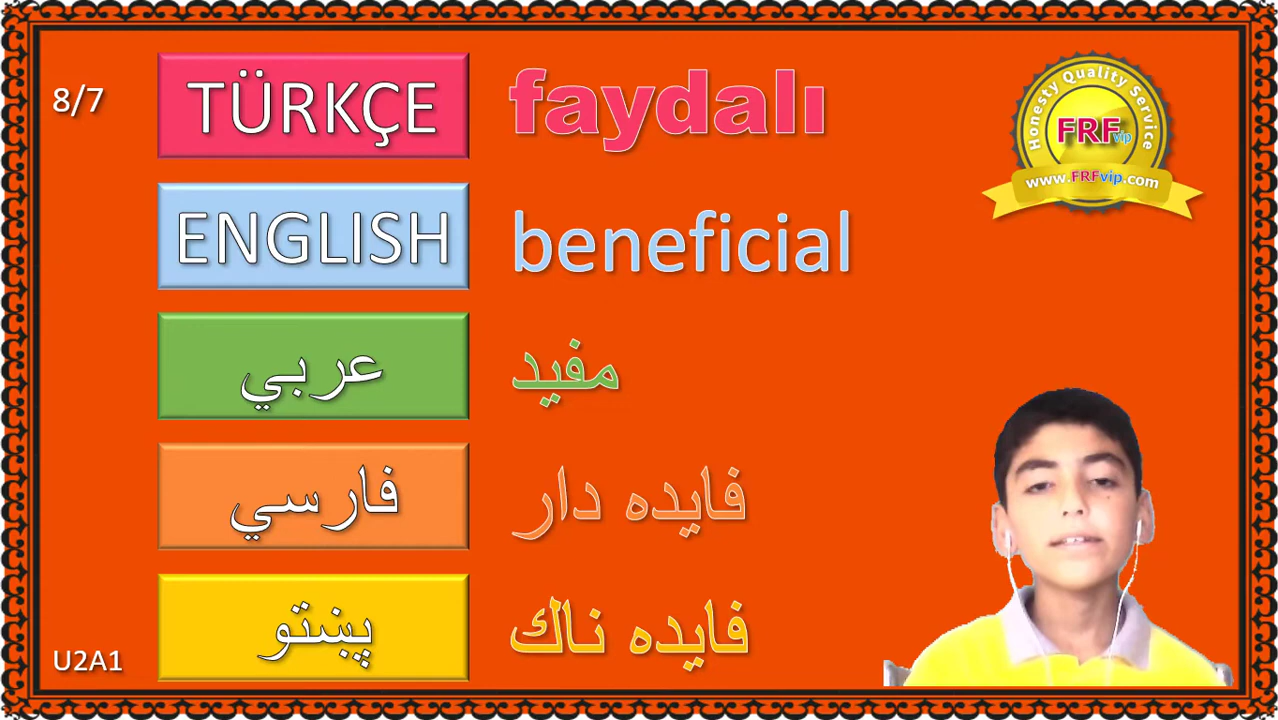 8/7
TÜRKÇE
faydalı
ENGLISH
beneficial
عربي
مفيد
فارسي
فايده دار
پښتو
فايده ناك
U2A1
Honesty Quality Service
FRFvip
www.FRFvip.com